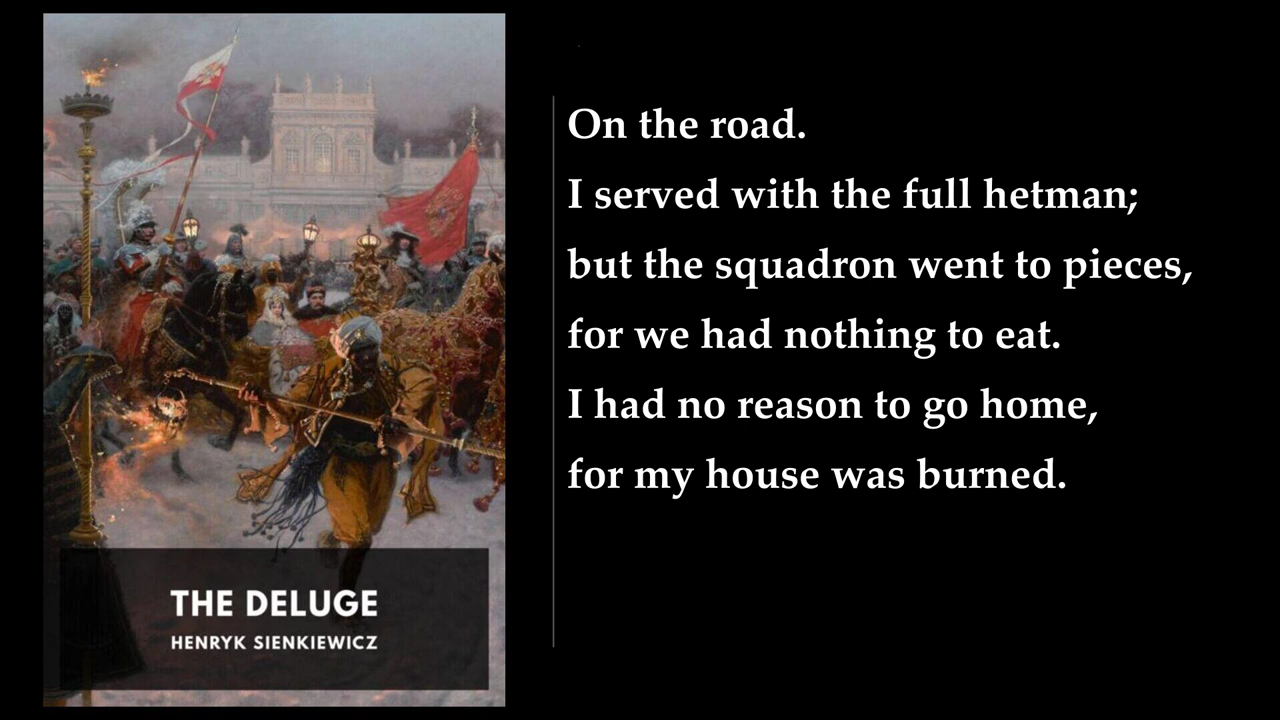 On the road.
I served with the full hetman;
but the squadron went to pieces,
for we had nothing to eat.
I had no reason to go home,
for my house was burned.
THE DELUGE
HENRYK SIENKIEWICZ